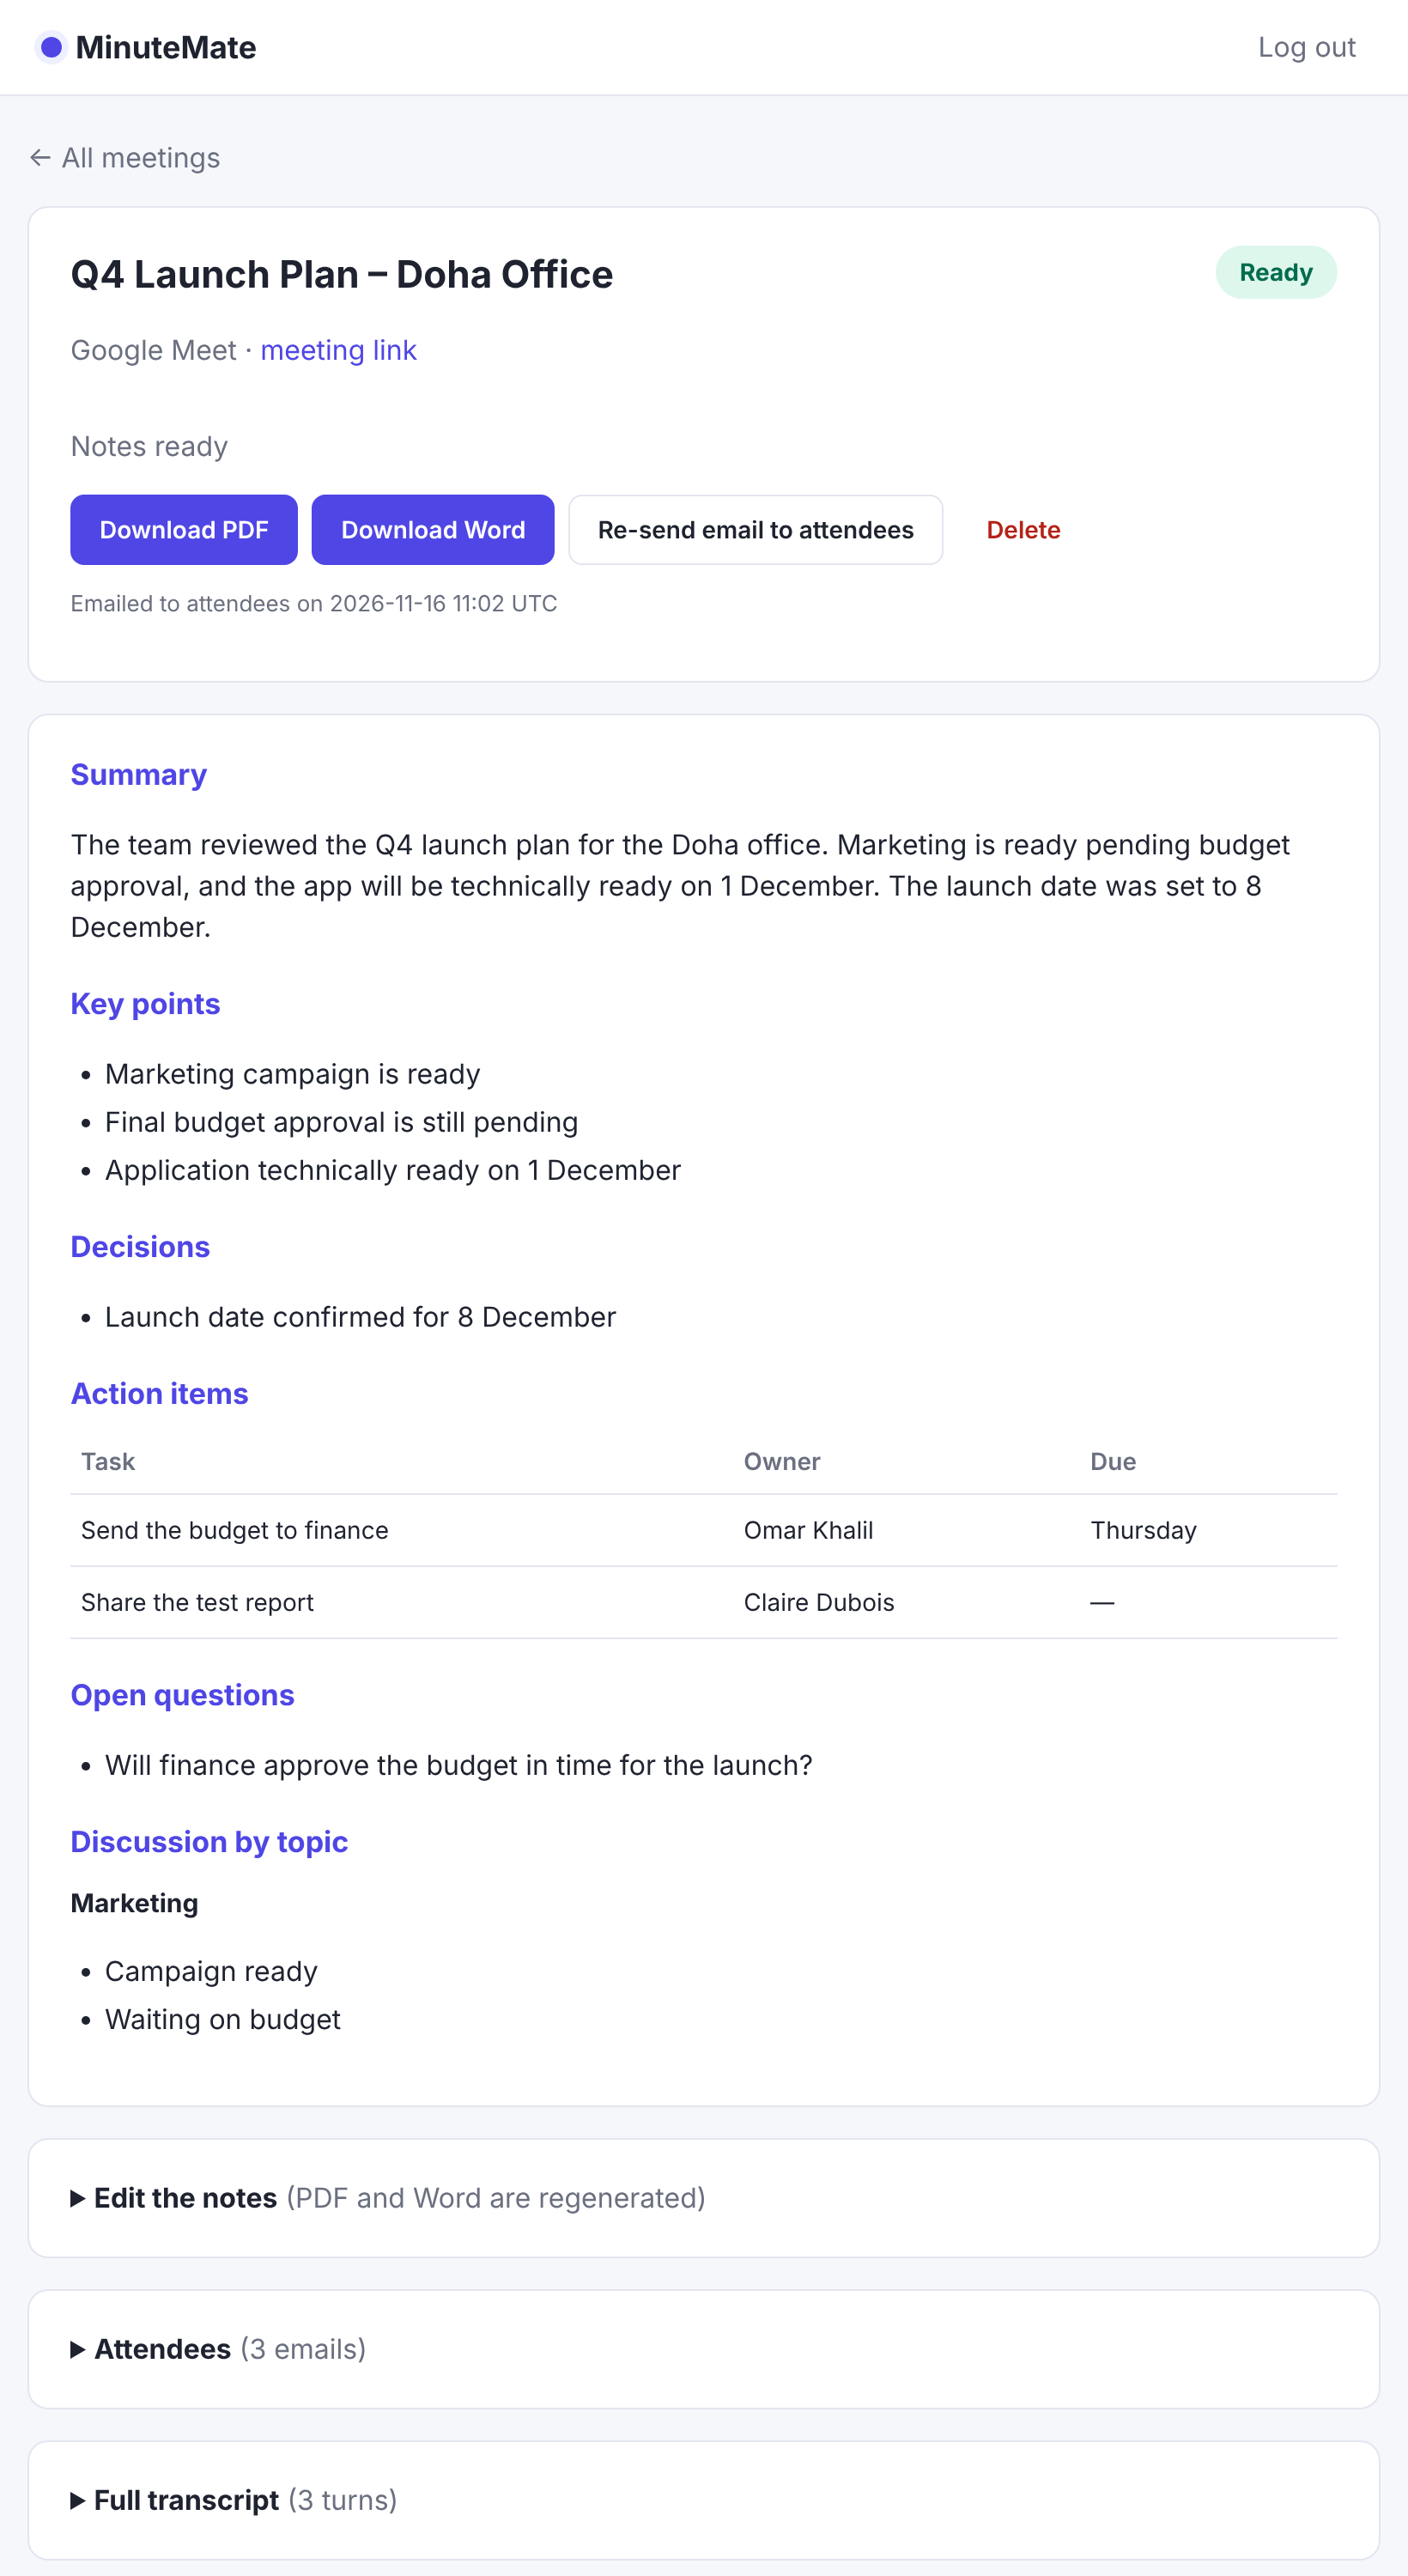 MinuteMate
Log out
← All meetings
Q4 Launch Plan – Doha Office
Ready
Google Meet · meeting link
Notes ready
Download PDF
Download Word
Re-send email to attendees
Delete
Emailed to attendees on 2026-11-16 11:02 UTC
Summary
The team reviewed the Q4 launch plan for the Doha office. Marketing is ready pending budget
approval, and the app will be technically ready on 1 December. The launch date was set to 8
December.
Key points
• Marketing campaign is ready
• Final budget approval is still pending
• Application technically ready on 1 December
Decisions
• Launch date confirmed for 8 December
Action items
Task Owner Due
Send the budget to finance Omar Khalil Thursday
Share the test report Claire Dubois —
Open questions
• Will finance approve the budget in time for the launch?
Discussion by topic
Marketing
• Campaign ready
• Waiting on budget
▶ Edit the notes (PDF and Word are regenerated)
▶ Attendees (3 emails)
▶ Full transcript (3 turns)